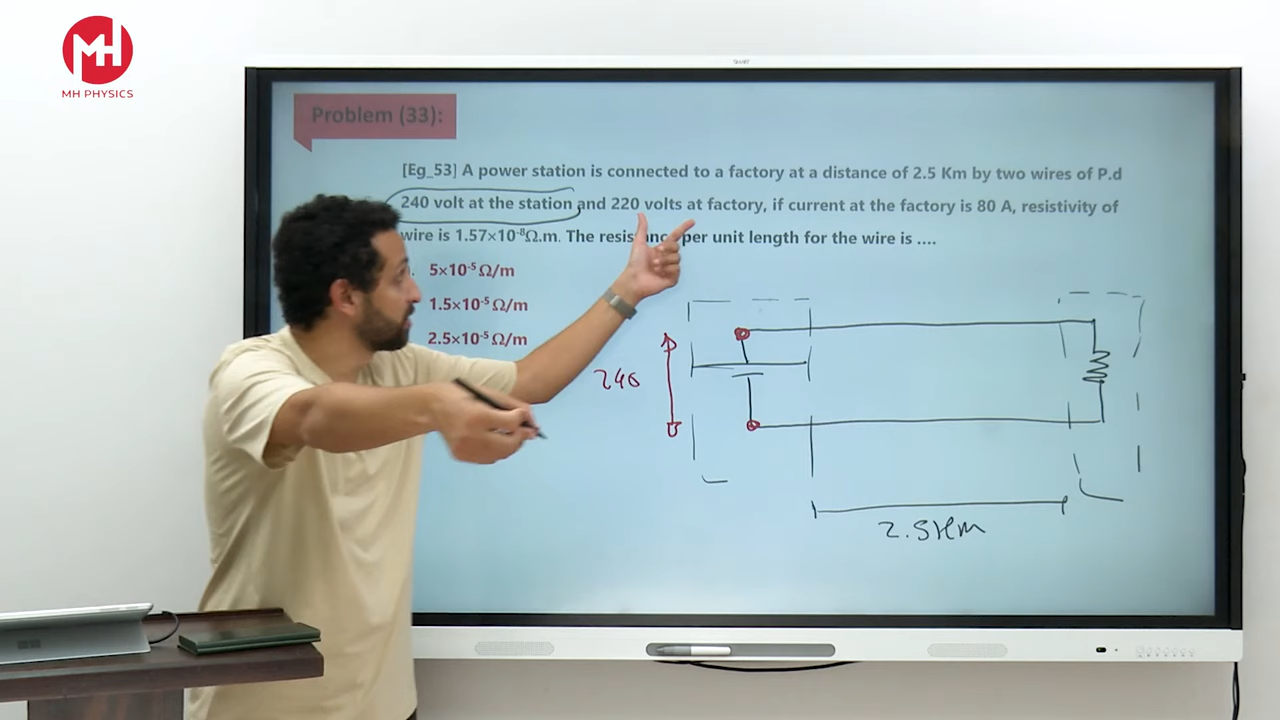 MH
MH PHYSICS
SMART
Problem (33):
[Eg_53] A power station is connected to a factory at a distance of 2.5 Km by two wires of P.d
240 volt at the station and 220 volts at factory, if current at the factory is 80 A, resistivity of
wire is 1.57×10⁻⁸Ω.m. The resistance per unit length for the wire is ....
5×10⁻⁵ Ω/m
1.5×10⁻⁵ Ω/m
2.5×10⁻⁵ Ω/m
240
2.5Km